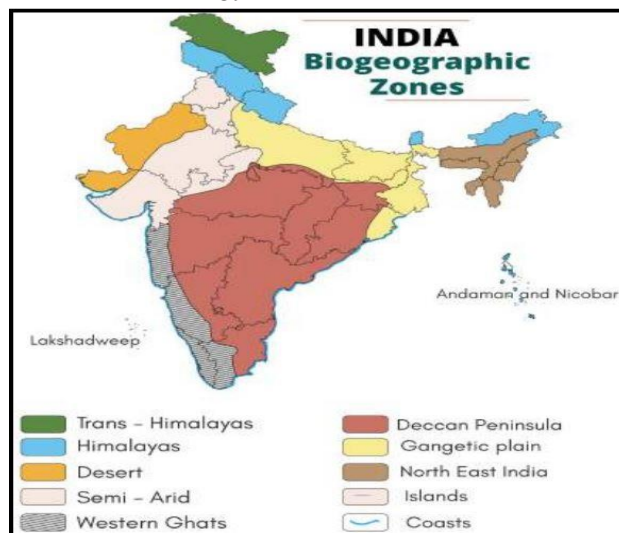 INDIA
Biogeographic
Zones
Andaman and Nicobar
Lakshadweep
Trans - Himalayas
Himalayas
Desert
Semi - Arid
Western Ghats
Deccan Peninsula
Gangetic plain
North East India
Islands
Coasts